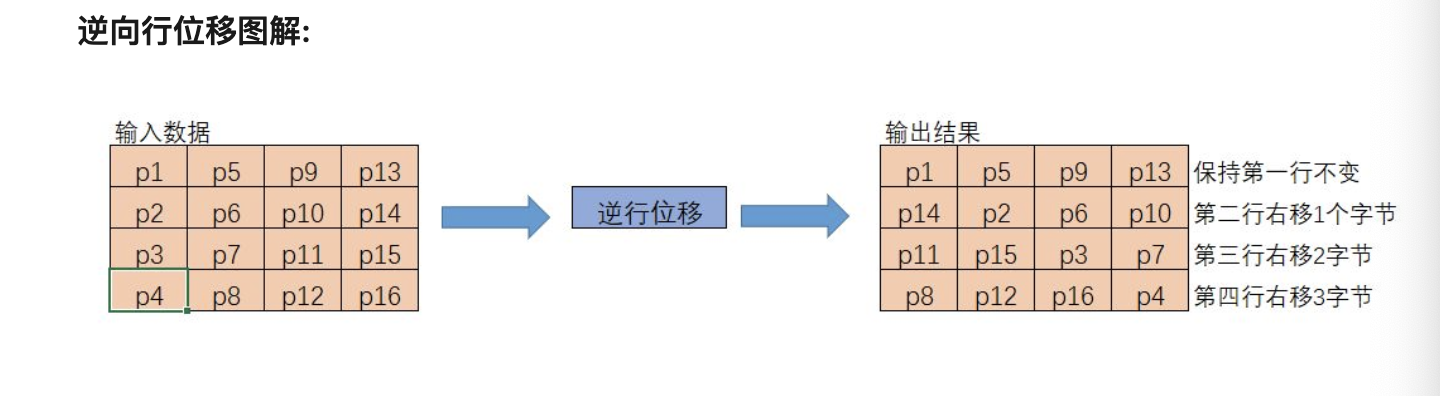 逆向行位移图解:
输入数据
p1 p5 p9 p13
p2 p6 p10 p14
p3 p7 p11 p15
p4 p8 p12 p16
逆行位移
输出结果
p1 p5 p9 p13 保持第一行不变
p14 p2 p6 p10 第二行右移1个字节
p11 p15 p3 p7 第三行右移2字节
p8 p12 p16 p4 第四行右移3字节